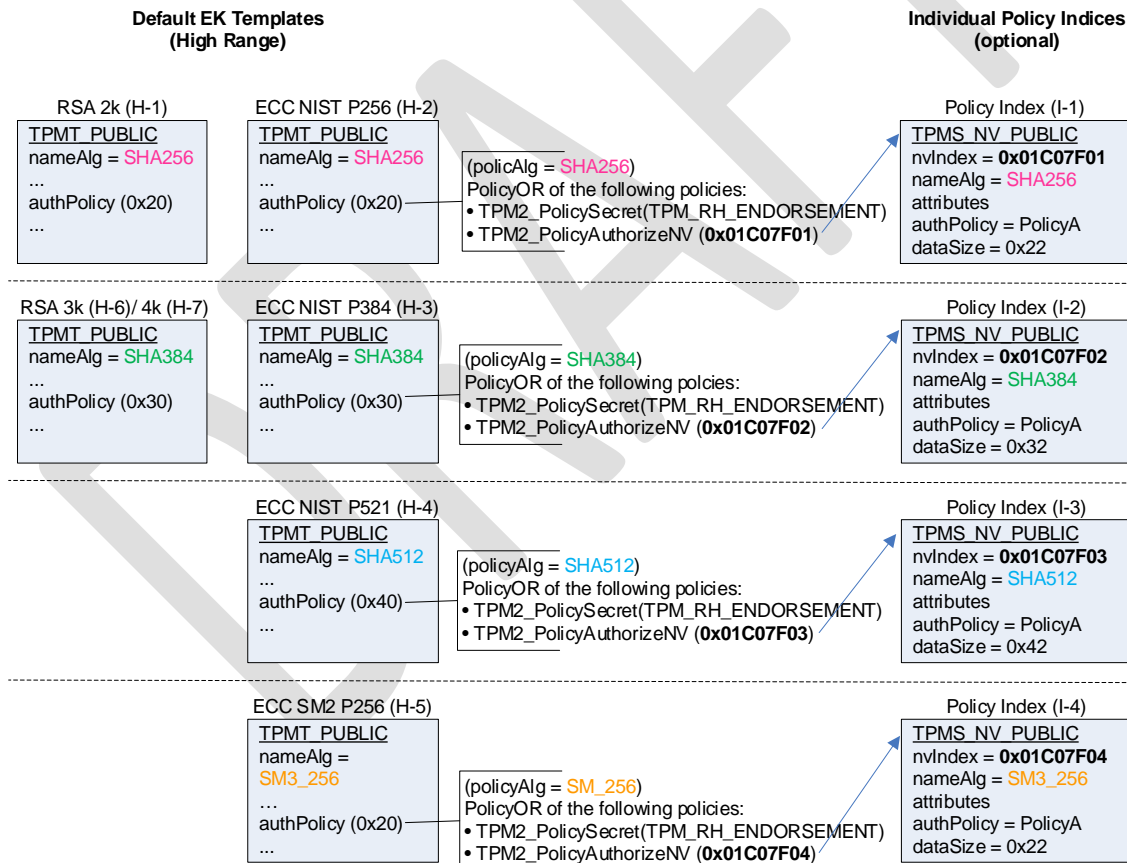 Default EK Templates
(High Range)
Individual Policy Indices
(optional)
RSA 2k (H-1)
TPMT_PUBLIC
nameAlg = SHA256
...
authPolicy (0x20)
...
ECC NIST P256 (H-2)
TPMT_PUBLIC
nameAlg = SHA256
...
authPolicy (0x20)
...
(policAlg = SHA256)
PolicyOR of the following policies:
• TPM2_PolicySecret(TPM_RH_ENDORSEMENT)
• TPM2_PolicyAuthorizeNV (0x01C07F01)
Policy Index (I-1)
TPMS_NV_PUBLIC
nvIndex = 0x01C07F01
nameAlg = SHA256
attributes
authPolicy = PolicyA
dataSize = 0x22
RSA 3k (H-6)/ 4k (H-7)
TPMT_PUBLIC
nameAlg = SHA384
...
authPolicy (0x30)
...
ECC NIST P384 (H-3)
TPMT_PUBLIC
nameAlg = SHA384
...
authPolicy (0x30)
...
(policyAlg = SHA384)
PolicyOR of the following polcies:
• TPM2_PolicySecret(TPM_RH_ENDORSEMENT)
• TPM2_PolicyAuthorizeNV (0x01C07F02)
Policy Index (I-2)
TPMS_NV_PUBLIC
nvIndex = 0x01C07F02
nameAlg = SHA384
attributes
authPolicy = PolicyA
dataSize = 0x32
ECC NIST P521 (H-4)
TPMT_PUBLIC
nameAlg = SHA512
...
authPolicy (0x40)
...
(policyAlg = SHA512)
PolicyOR of the following policies:
• TPM2_PolicySecret(TPM_RH_ENDORSEMENT)
• TPM2_PolicyAuthorizeNV (0x01C07F03)
Policy Index (I-3)
TPMS_NV_PUBLIC
nvIndex = 0x01C07F03
nameAlg = SHA512
attributes
authPolicy = PolicyA
dataSize = 0x42
ECC SM2 P256 (H-5)
TPMT_PUBLIC
nameAlg =
SM3_256
...
authPolicy (0x20)
...
(policyAlg = SM_256)
PolicyOR of the following policies:
• TPM2_PolicySecret(TPM_RH_ENDORSEMENT)
• TPM2_PolicyAuthorizeNV (0x01C07F04)
Policy Index (I-4)
TPMS_NV_PUBLIC
nvIndex = 0x01C07F04
nameAlg = SM3_256
attributes
authPolicy = PolicyA
dataSize = 0x22
DRAFT